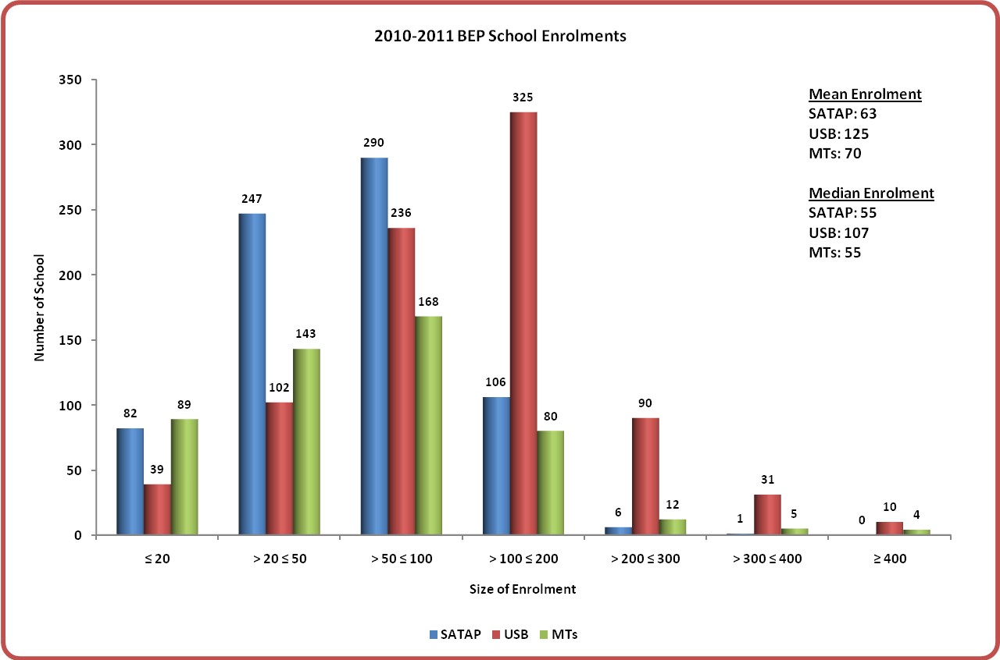 2010-2011 BEP School Enrolments
Mean Enrolment
SATAP: 63
USB: 125
MTs: 70
Median Enrolment
SATAP: 55
USB: 107
MTs: 55
Number of School
350
300
250
200
150
100
50
0
82
39
89
247
102
143
290
236
168
106
325
80
6
90
12
1
31
5
0
10
4
≤ 20
> 20 ≤ 50
> 50 ≤ 100
> 100 ≤ 200
> 200 ≤ 300
> 300 ≤ 400
≥ 400
Size of Enrolment
SATAP
USB
MTs